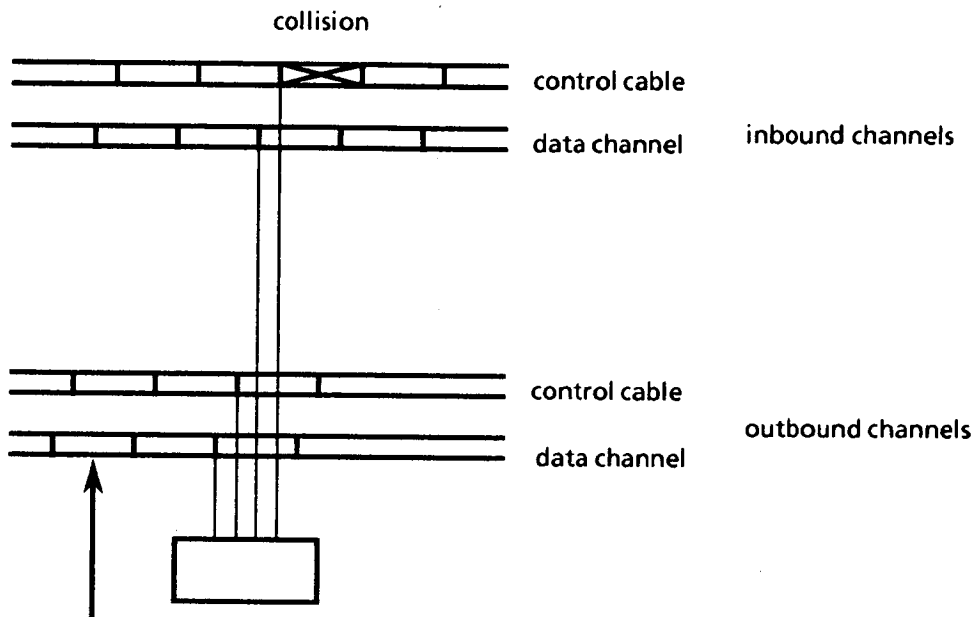 collision
control cable
data channel
inbound channels
control cable
data channel
outbound channels